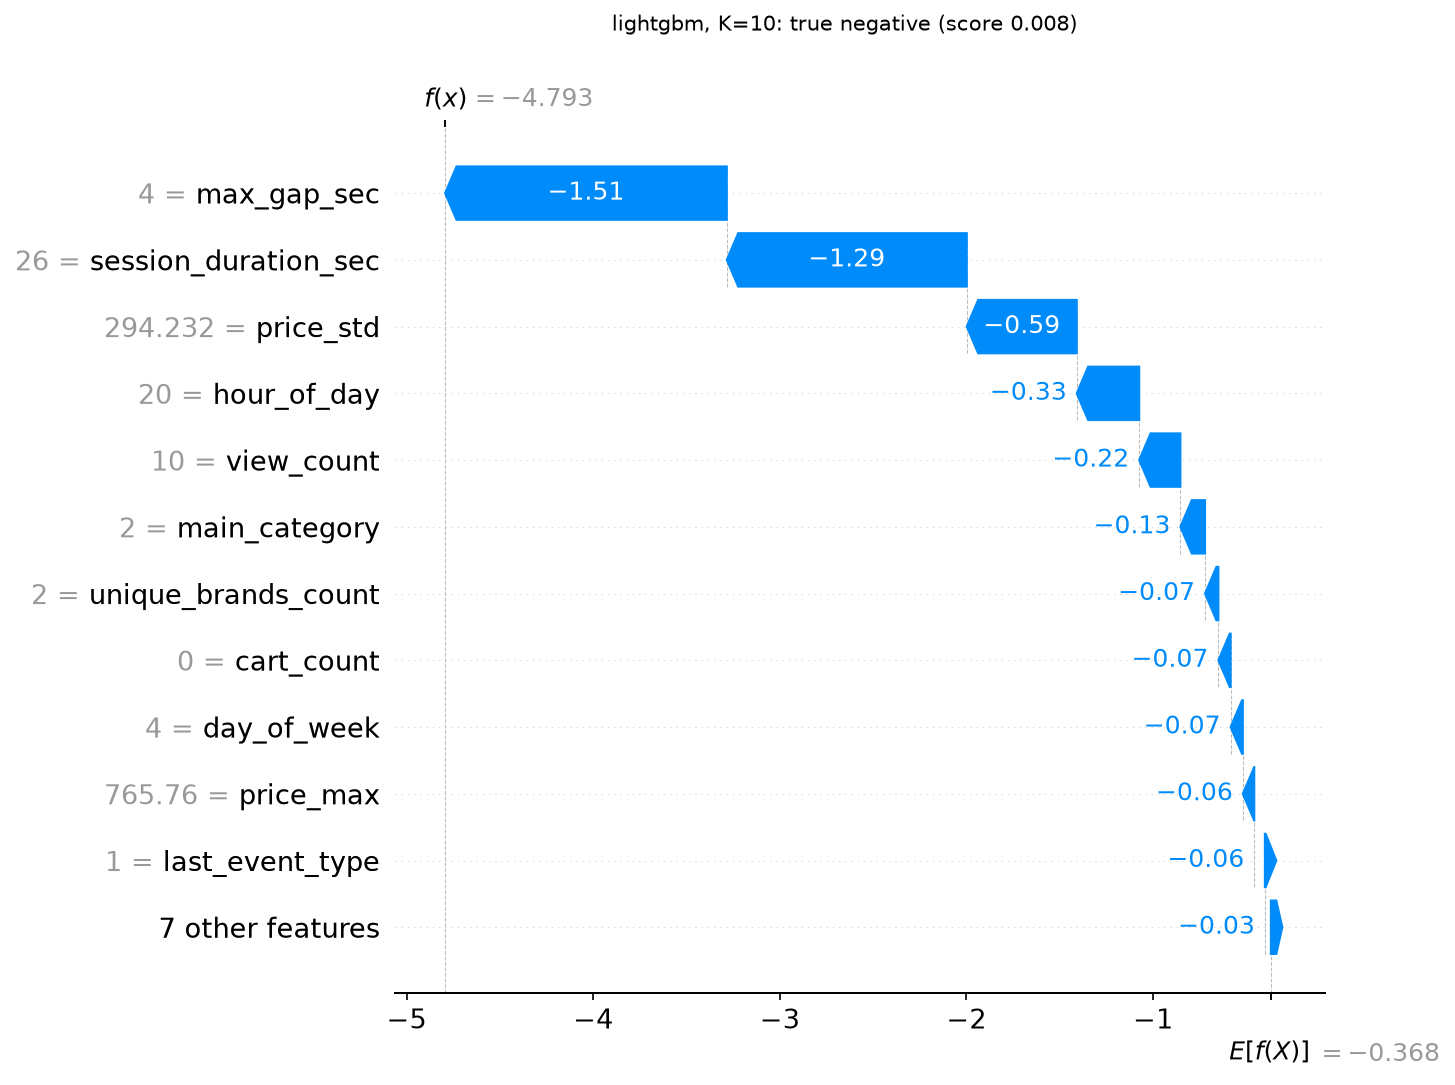 lightgbm, K=10: true negative (score 0.008)
f(x) = −4.793
4 = max_gap_sec −1.51
26 = session_duration_sec −1.29
294.232 = price_std −0.59
20 = hour_of_day −0.33
10 = view_count −0.22
2 = main_category −0.13
2 = unique_brands_count −0.07
0 = cart_count −0.07
4 = day_of_week −0.07
765.76 = price_max −0.06
1 = last_event_type −0.06
7 other features −0.03
−5 −4 −3 −2 −1
E[f(X)] = −0.368